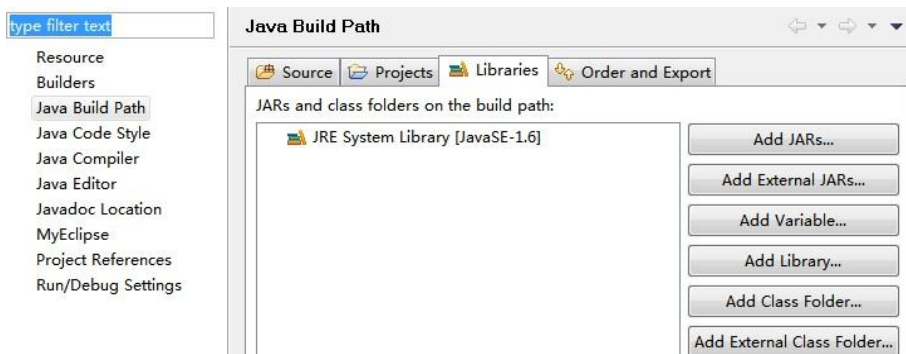 type filter text
Resource
Builders
Java Build Path
Java Code Style
Java Compiler
Java Editor
Javadoc Location
MyEclipse
Project References
Run/Debug Settings
Java Build Path
Source Projects Libraries Order and Export
JARs and class folders on the build path:
JRE System Library [JavaSE-1.6]
Add JARs...
Add External JARs...
Add Variable...
Add Library...
Add Class Folder...
Add External Class Folder...